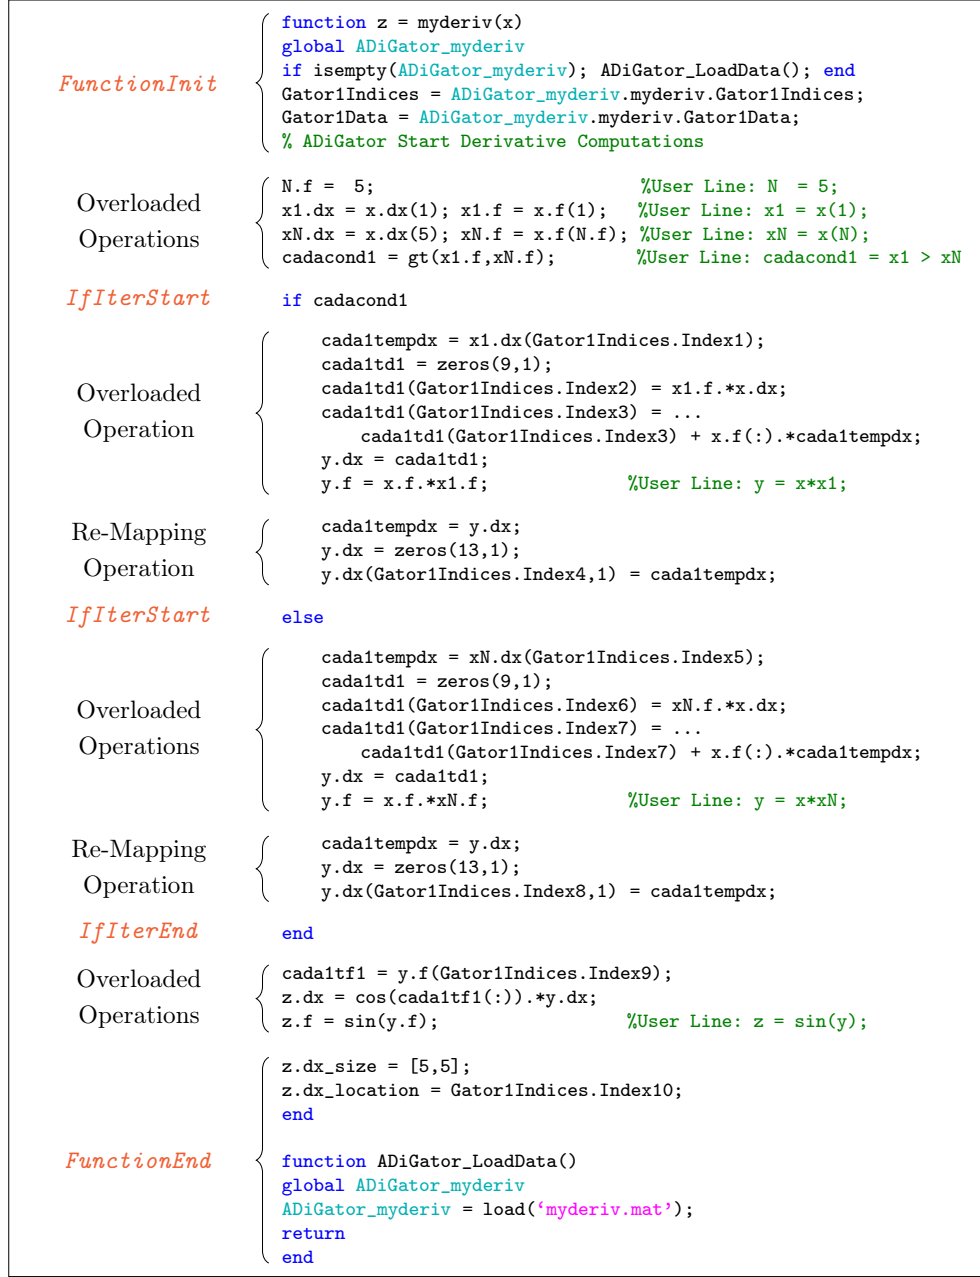 FunctionInit
function z = myderiv(x)
global ADiGator_myderiv
if isempty(ADiGator_myderiv); ADiGator_LoadData(); end
Gator1Indices = ADiGator_myderiv.myderiv.Gator1Indices;
Gator1Data = ADiGator_myderiv.myderiv.Gator1Data;
% ADiGator Start Derivative Computations
Overloaded
Operations
N.f =  5; %User Line: N  = 5;
x1.dx = x.dx(1); x1.f = x.f(1); %User Line: x1 = x(1);
xN.dx = x.dx(5); xN.f = x.f(N.f); %User Line: xN = x(N);
cadacond1 = gt(x1.f,xN.f); %User Line: cadacond1 = x1 > xN
IfIterStart
if cadacond1
Overloaded
Operation
cada1tempdx = x1.dx(Gator1Indices.Index1);
cada1td1 = zeros(9,1);
cada1td1(Gator1Indices.Index2) = x1.f.*x.dx;
cada1td1(Gator1Indices.Index3) = ...
cada1td1(Gator1Indices.Index3) + x.f(:).*cada1tempdx;
y.dx = cada1td1;
y.f = x.f.*x1.f; %User Line: y = x*x1;
Re-Mapping
Operation
cada1tempdx = y.dx;
y.dx = zeros(13,1);
y.dx(Gator1Indices.Index4,1) = cada1tempdx;
IfIterStart
else
Overloaded
Operations
cada1tempdx = xN.dx(Gator1Indices.Index5);
cada1td1 = zeros(9,1);
cada1td1(Gator1Indices.Index6) = xN.f.*x.dx;
cada1td1(Gator1Indices.Index7) = ...
cada1td1(Gator1Indices.Index7) + x.f(:).*cada1tempdx;
y.dx = cada1td1;
y.f = x.f.*xN.f; %User Line: y = x*xN;
Re-Mapping
Operation
cada1tempdx = y.dx;
y.dx = zeros(13,1);
y.dx(Gator1Indices.Index8,1) = cada1tempdx;
IfIterEnd
end
Overloaded
Operations
cada1tf1 = y.f(Gator1Indices.Index9);
z.dx = cos(cada1tf1(:)).*y.dx;
z.f = sin(y.f); %User Line: z = sin(y);
FunctionEnd
z.dx_size = [5,5];
z.dx_location = Gator1Indices.Index10;
end
function ADiGator_LoadData()
global ADiGator_myderiv
ADiGator_myderiv = load(‘myderiv.mat’);
return
end